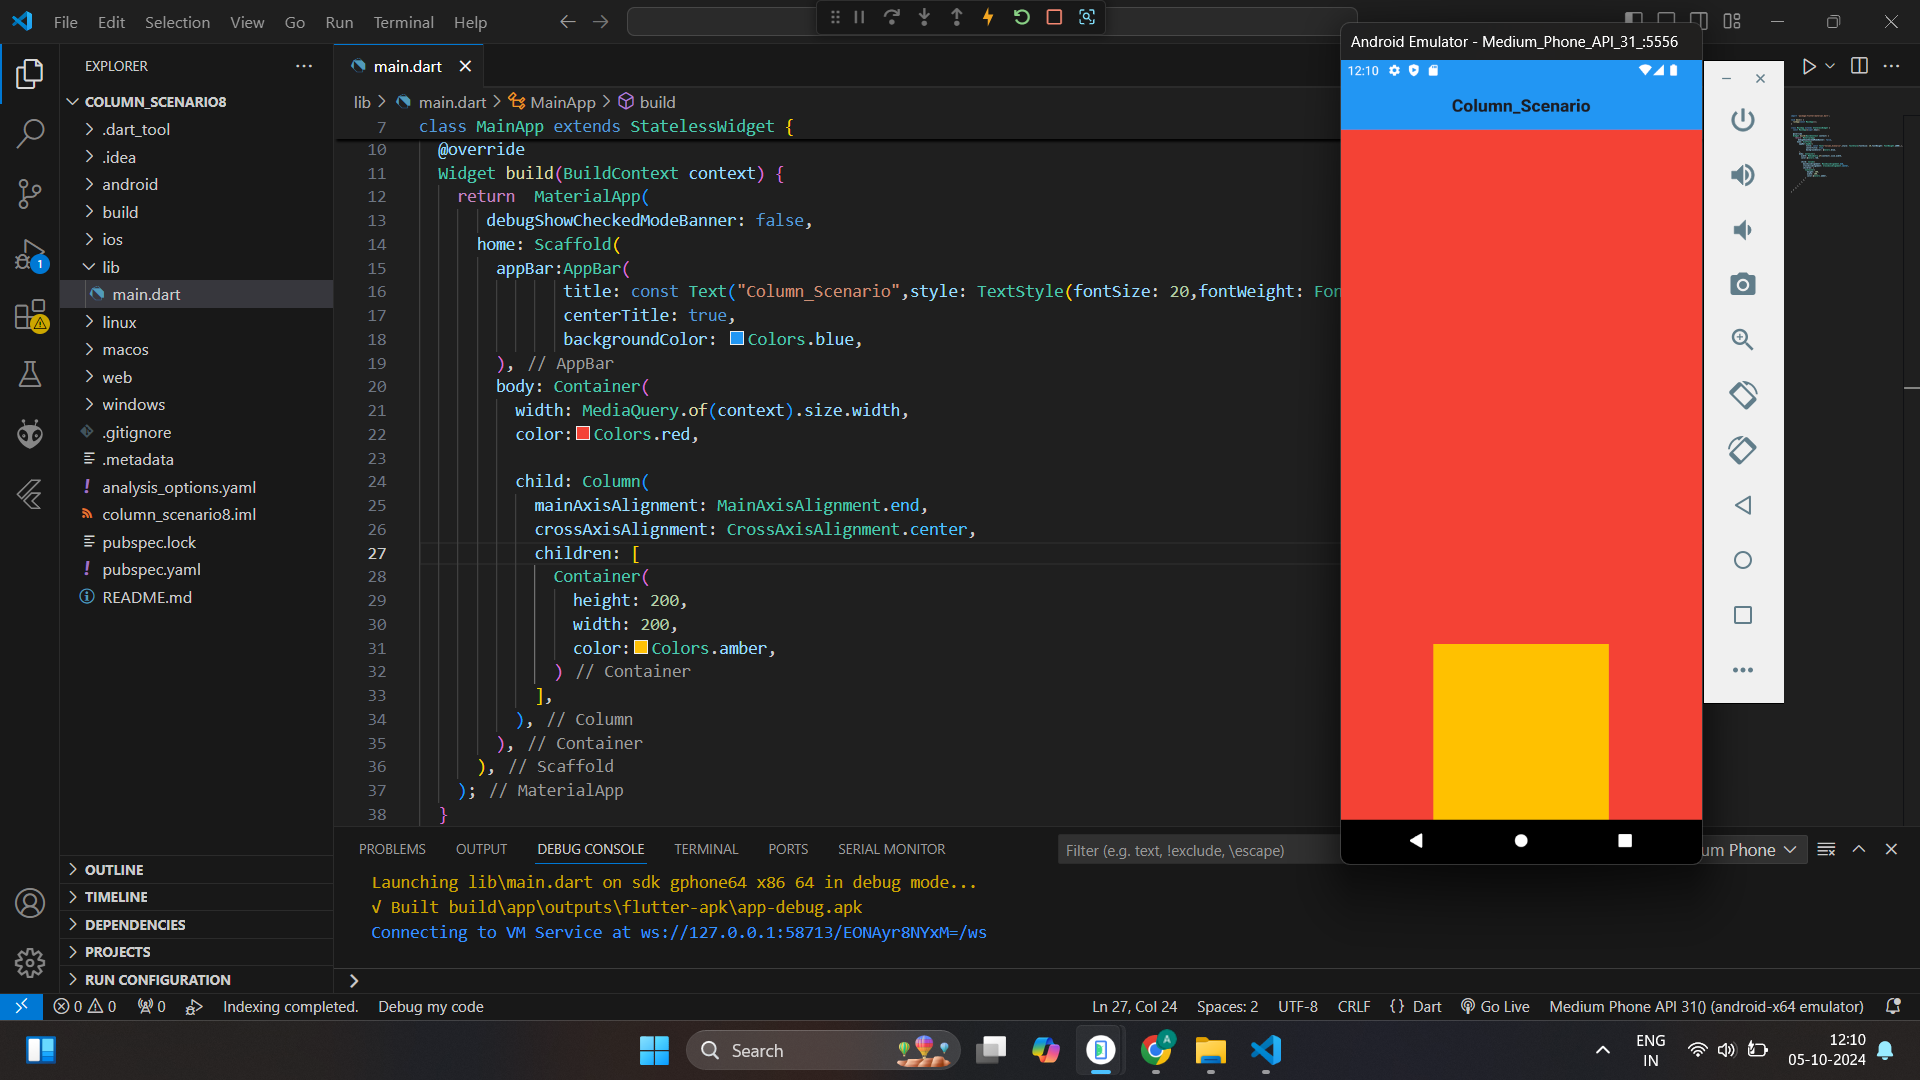 File Edit Selection View Go Run Terminal Help
EXPLORER
COLUMN_SCENARIO8
.dart_tool
.idea
android
build
ios
lib
main.dart
linux
macos
web
windows
.gitignore
.metadata
analysis_options.yaml
column_scenario8.iml
pubspec.lock
pubspec.yaml
README.md
OUTLINE
TIMELINE
DEPENDENCIES
PROJECTS
RUN CONFIGURATION
1
main.dart
lib > main.dart > MainApp > build
7 class MainApp extends StatelessWidget {
10 @override
11 Widget build(BuildContext context) {
12 return MaterialApp(
13 debugShowCheckedModeBanner: false,
14 home: Scaffold(
15 appBar:AppBar(
16 title: const Text("Column_Scenario",style: TextStyle(fontSize: 20,fontWeight: Fon
17 centerTitle: true,
18 backgroundColor: Colors.blue,
19 ), // AppBar
20 body: Container(
21 width: MediaQuery.of(context).size.width,
22 color: Colors.red,
23
24 child: Column(
25 mainAxisAlignment: MainAxisAlignment.end,
26 crossAxisAlignment: CrossAxisAlignment.center,
27 children: [
28 Container(
29 height: 200,
30 width: 200,
31 color: Colors.amber,
32 ) // Container
33 ],
34 ), // Column
35 ), // Container
36 ), // Scaffold
37 ); // MaterialApp
38 }
Android Emulator - Medium_Phone_API_31_:5556
12:10
Column_Scenario
PROBLEMS OUTPUT DEBUG CONSOLE TERMINAL PORTS SERIAL MONITOR
Filter (e.g. text, !exclude, \escape)
um Phone
Launching lib\main.dart on sdk gphone64 x86 64 in debug mode...
√ Built build\app\outputs\flutter-apk\app-debug.apk
Connecting to VM Service at ws://127.0.0.1:58713/EONAyr8NYxM=/ws
>
0 0 0 Indexing completed. Debug my code
Ln 27, Col 24 Spaces: 2 UTF-8 CRLF {} Dart Go Live Medium Phone API 31() (android-x64 emulator)
Search
A
ENG
IN
12:10
05-10-2024